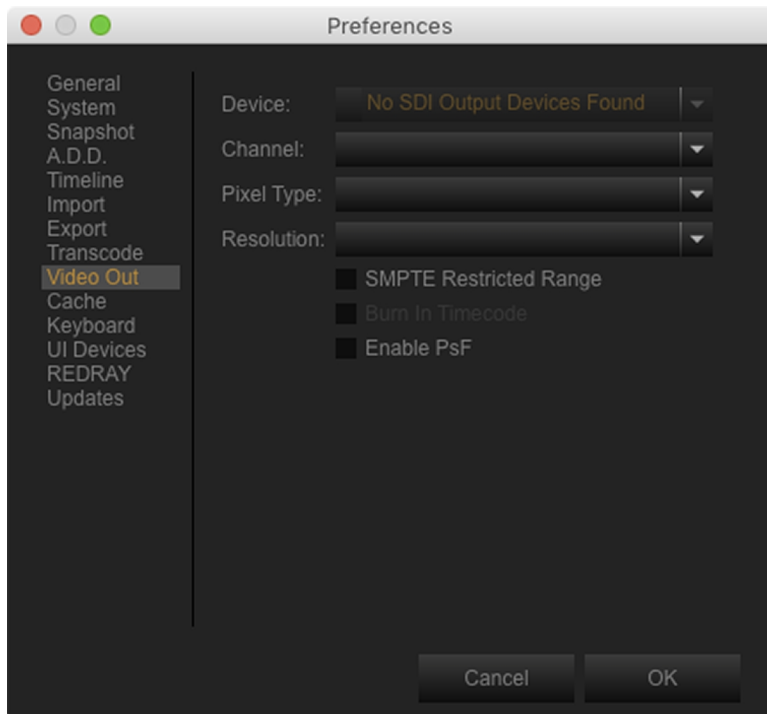 Preferences
General
System
Snapshot
A.D.D.
Timeline
Import
Export
Transcode
Video Out
Cache
Keyboard
UI Devices
REDRAY
Updates
Device: No SDI Output Devices Found
Channel:
Pixel Type:
Resolution:
SMPTE Restricted Range
Burn In Timecode
Enable PsF
Cancel OK